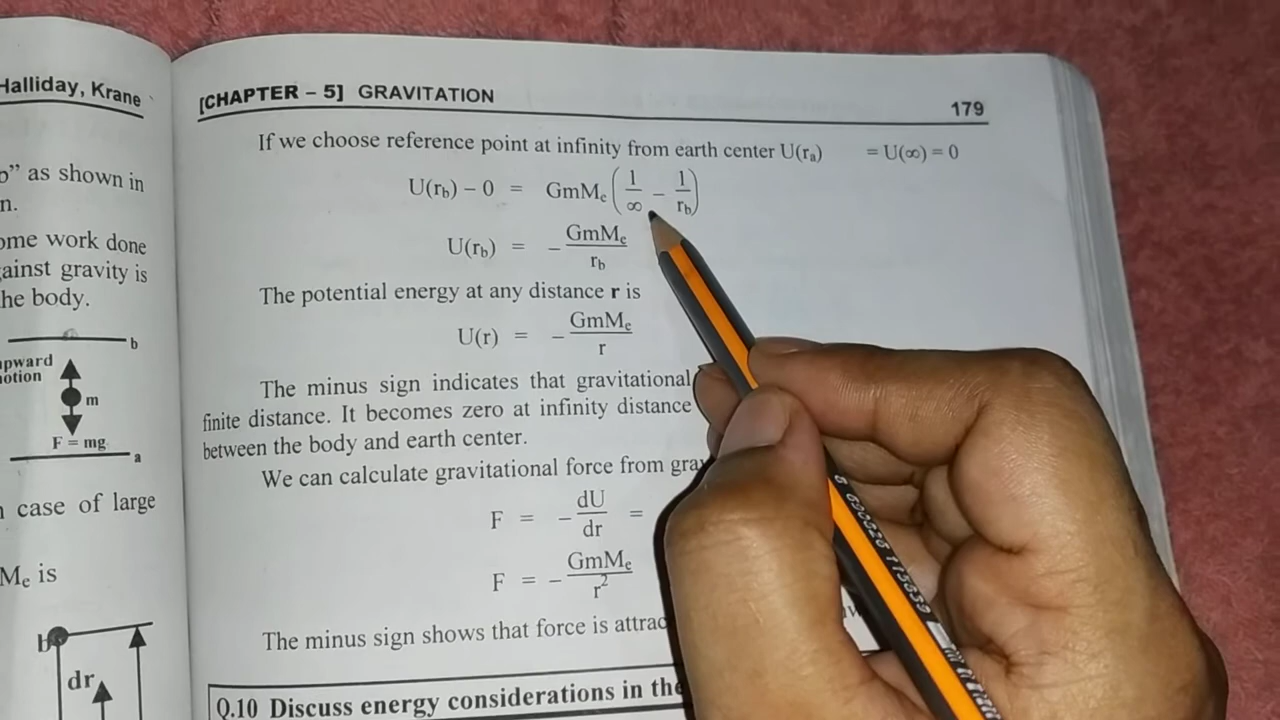 Halliday, Krane
" as shown in
n.
ome work done
gainst gravity is
he body.
b
upward
motion
m
F = mg
a
case of large
Mₑ is
b
dr
[CHAPTER – 5] GRAVITATION
179
If we choose reference point at infinity from earth center U(rₐ) = U(∞) = 0
U(r_b) – 0 = GmMₑ (1/∞ – 1/r_b)
U(r_b) = – GmMₑ/r_b
The potential energy at any distance r is
U(r) = – GmMₑ/r
The minus sign indicates that gravitational
finite distance. It becomes zero at infinity distance
between the body and earth center.
We can calculate gravitational force from gra
F = – dU/dr =
F = – GmMₑ/r²
The minus sign shows that force is attrac
Q.10 Discuss energy considerations in the